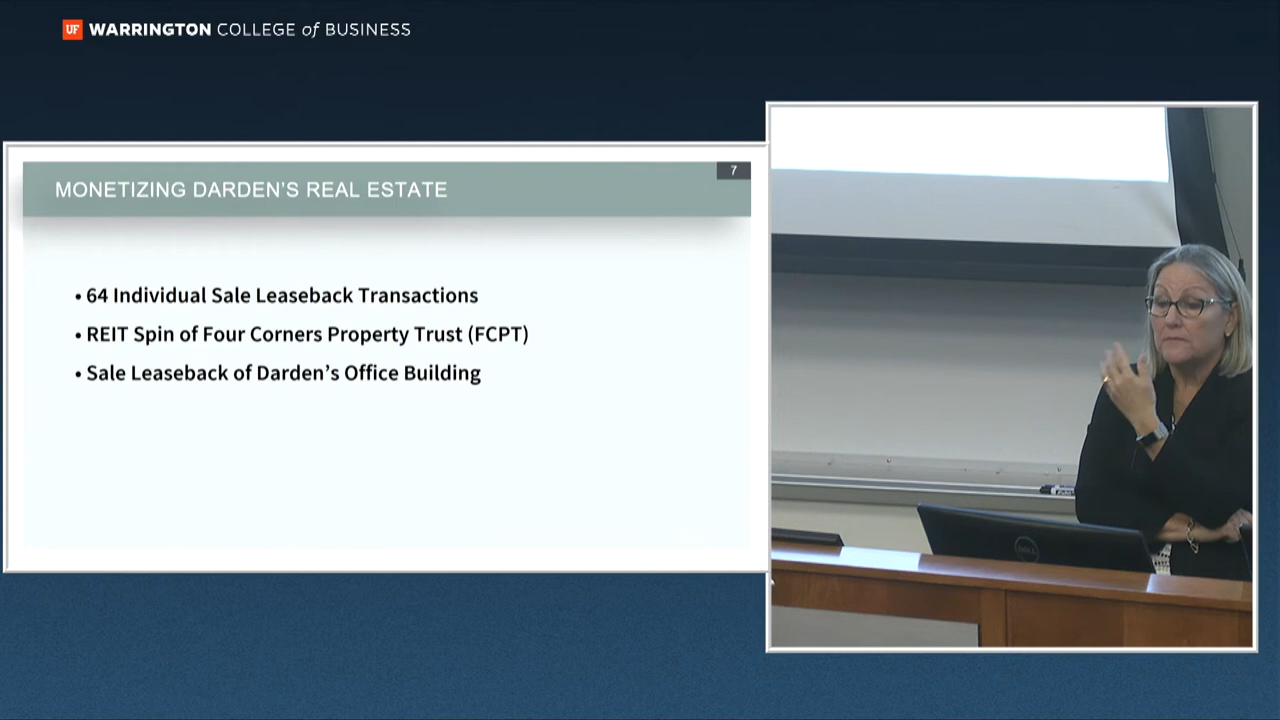 UF WARRINGTON COLLEGE of BUSINESS
7
MONETIZING DARDEN'S REAL ESTATE
• 64 Individual Sale Leaseback Transactions
• REIT Spin of Four Corners Property Trust (FCPT)
• Sale Leaseback of Darden's Office Building
DELL